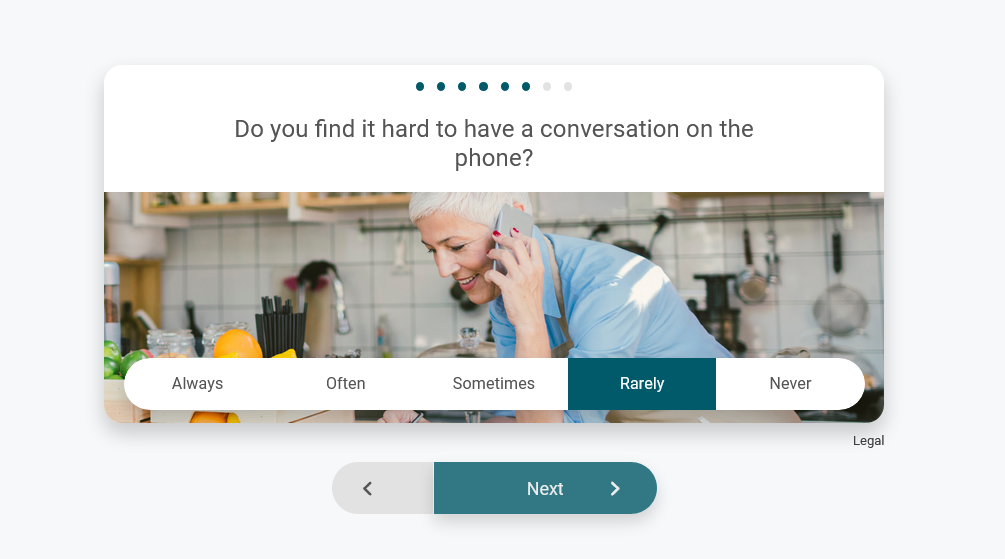 Do you find it hard to have a conversation on the
phone?
Always Often Sometimes Rarely Never
Legal
Next